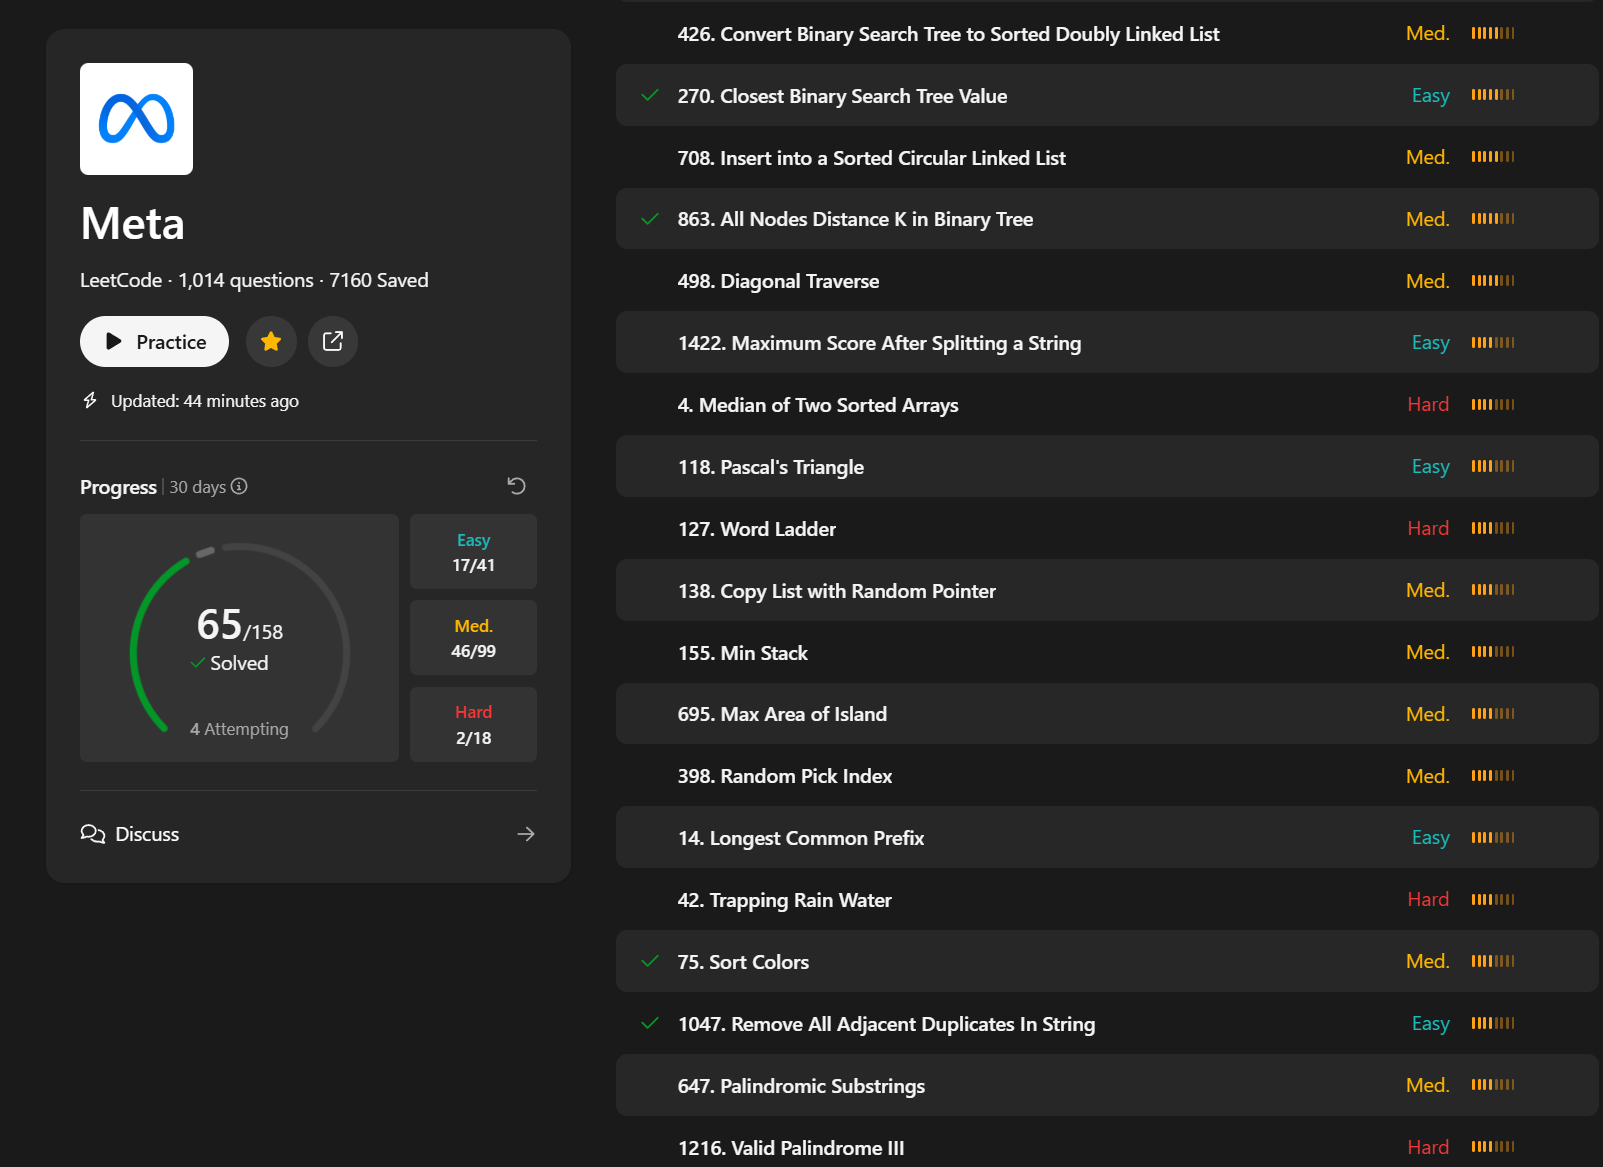 Meta
LeetCode · 1,014 questions · 7160 Saved
Practice
Updated: 44 minutes ago
Progress | 30 days
65/158
Solved
4 Attempting
Easy
17/41
Med.
46/99
Hard
2/18
Discuss
426. Convert Binary Search Tree to Sorted Doubly Linked List Med.
270. Closest Binary Search Tree Value Easy
708. Insert into a Sorted Circular Linked List Med.
863. All Nodes Distance K in Binary Tree Med.
498. Diagonal Traverse Med.
1422. Maximum Score After Splitting a String Easy
4. Median of Two Sorted Arrays Hard
118. Pascal's Triangle Easy
127. Word Ladder Hard
138. Copy List with Random Pointer Med.
155. Min Stack Med.
695. Max Area of Island Med.
398. Random Pick Index Med.
14. Longest Common Prefix Easy
42. Trapping Rain Water Hard
75. Sort Colors Med.
1047. Remove All Adjacent Duplicates In String Easy
647. Palindromic Substrings Med.
1216. Valid Palindrome III Hard